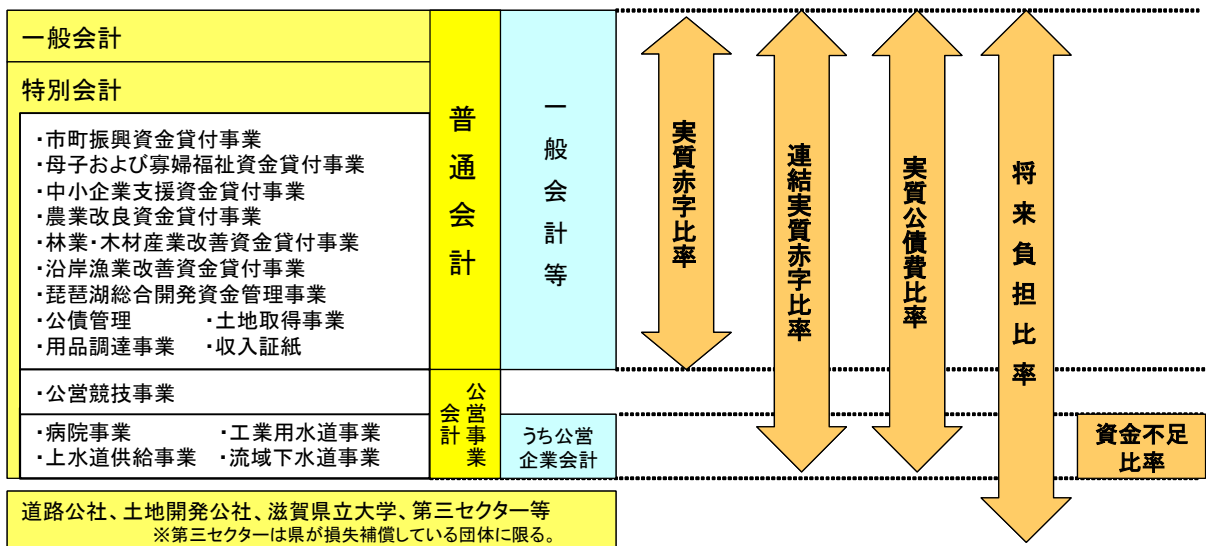 一般会計
特別会計
・市町振興資金貸付事業
・母子および寡婦福祉資金貸付事業
・中小企業支援資金貸付事業
・農業改良資金貸付事業
・林業・木材産業改善資金貸付事業
・沿岸漁業改善資金貸付事業
・琵琶湖総合開発資金管理事業
・公債管理 ・土地取得事業
・用品調達事業 ・収入証紙
・公営競技事業
・病院事業 ・工業用水道事業
・上水道供給事業 ・流域下水道事業
普通会計
公営事業
会計
一般会計等
うち公営
企業会計
実質赤字比率
連結実質赤字比率
実質公債費比率
将来負担比率
資金不足
比率
道路公社、土地開発公社、滋賀県立大学、第三セクター等
※第三セクターは県が損失補償している団体に限る。